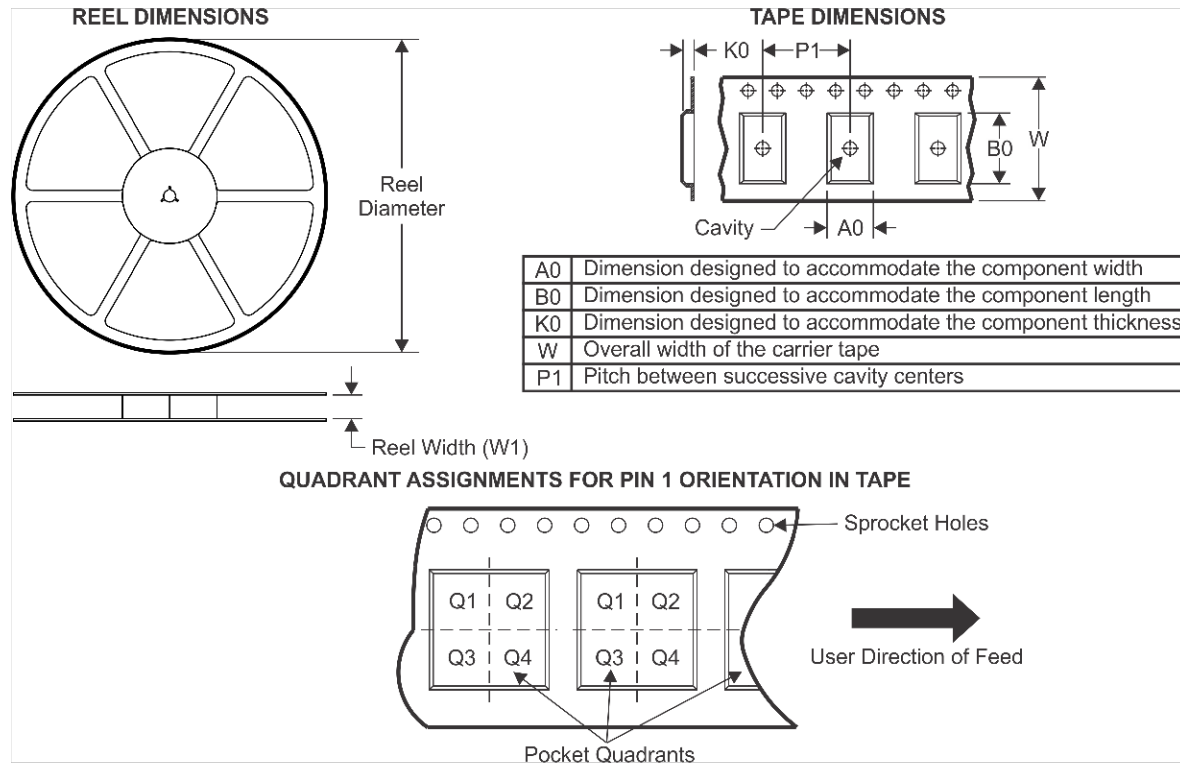 REEL DIMENSIONS
TAPE DIMENSIONS
K0
P1
B0
W
Reel
Diameter
Cavity
A0
A0 Dimension designed to accommodate the component width
B0 Dimension designed to accommodate the component length
K0 Dimension designed to accommodate the component thickness
W Overall width of the carrier tape
P1 Pitch between successive cavity centers
Reel Width (W1)
QUADRANT ASSIGNMENTS FOR PIN 1 ORIENTATION IN TAPE
Sprocket Holes
Q1 Q2 Q1 Q2
Q3 Q4 Q3 Q4
User Direction of Feed
Pocket Quadrants